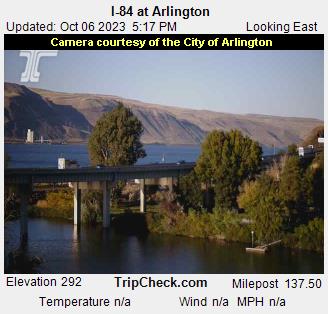 I-84 at Arlington
Updated: Oct 06 2023 5:17 PM Looking East
Camera courtesy of the City of Arlington
Elevation 292 TripCheck.com Milepost 137.50
Temperature n/a Wind n/a MPH n/a